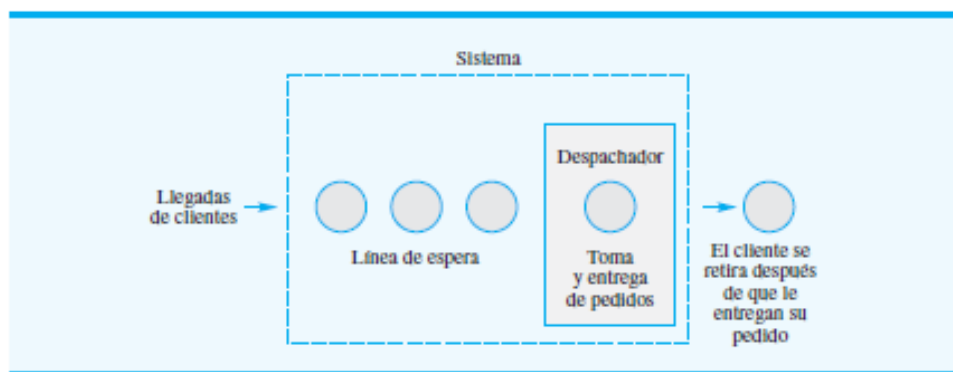 Sistema
Llegadas
de clientes
Línea de espera
Despachador
Toma
y entrega
de pedidos
El cliente se
retira después
de que le
entregan su
pedido